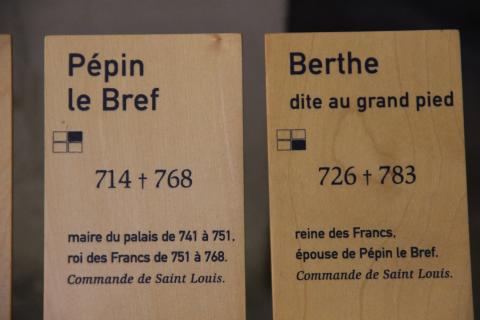 Pépin
le Bref
714 † 768
maire du palais de 741 à 751,
roi des Francs de 751 à 768.
Commande de Saint Louis.
Berthe
dite au grand pied
726 † 783
reine des Francs,
épouse de Pépin le Bref.
Commande de Saint Louis.